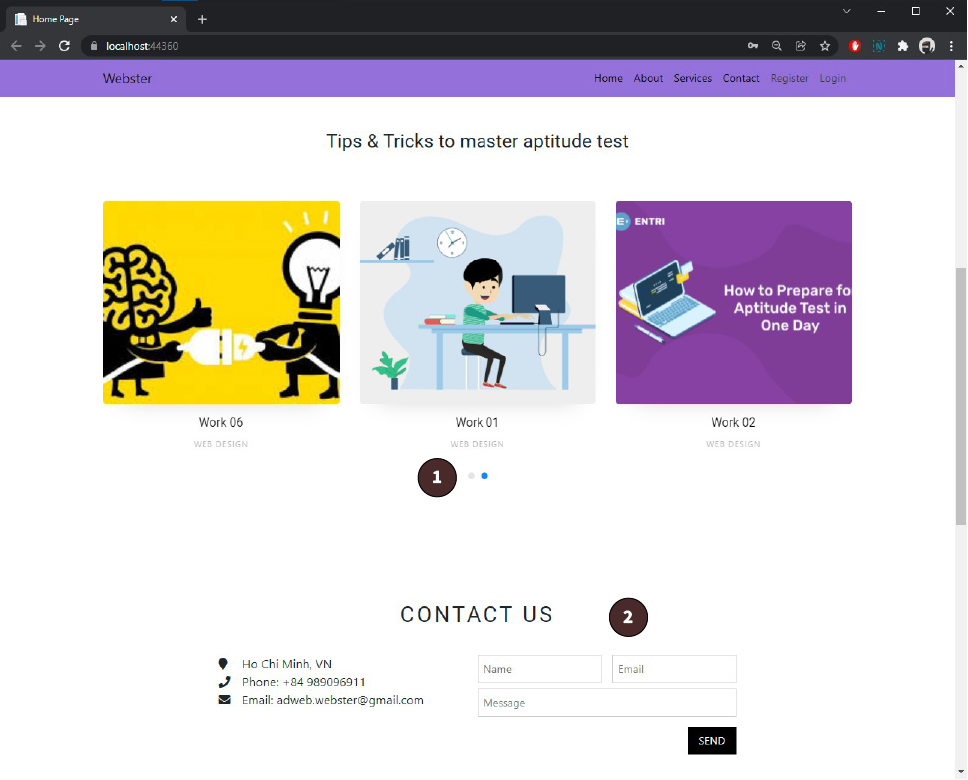 Home Page
localhost:44360
Webster
Home About Services Contact Register Login
Tips & Tricks to master aptitude test
E ENTRI
How to Prepare fo
Aptitude Test in
One Day
Work 06
Work 01
Work 02
WEB DESIGN
WEB DESIGN
WEB DESIGN
1
CONTACT US
2
Ho Chi Minh, VN
Phone: +84 989096911
Email: adweb.webster@gmail.com
Name
Email
Message
SEND